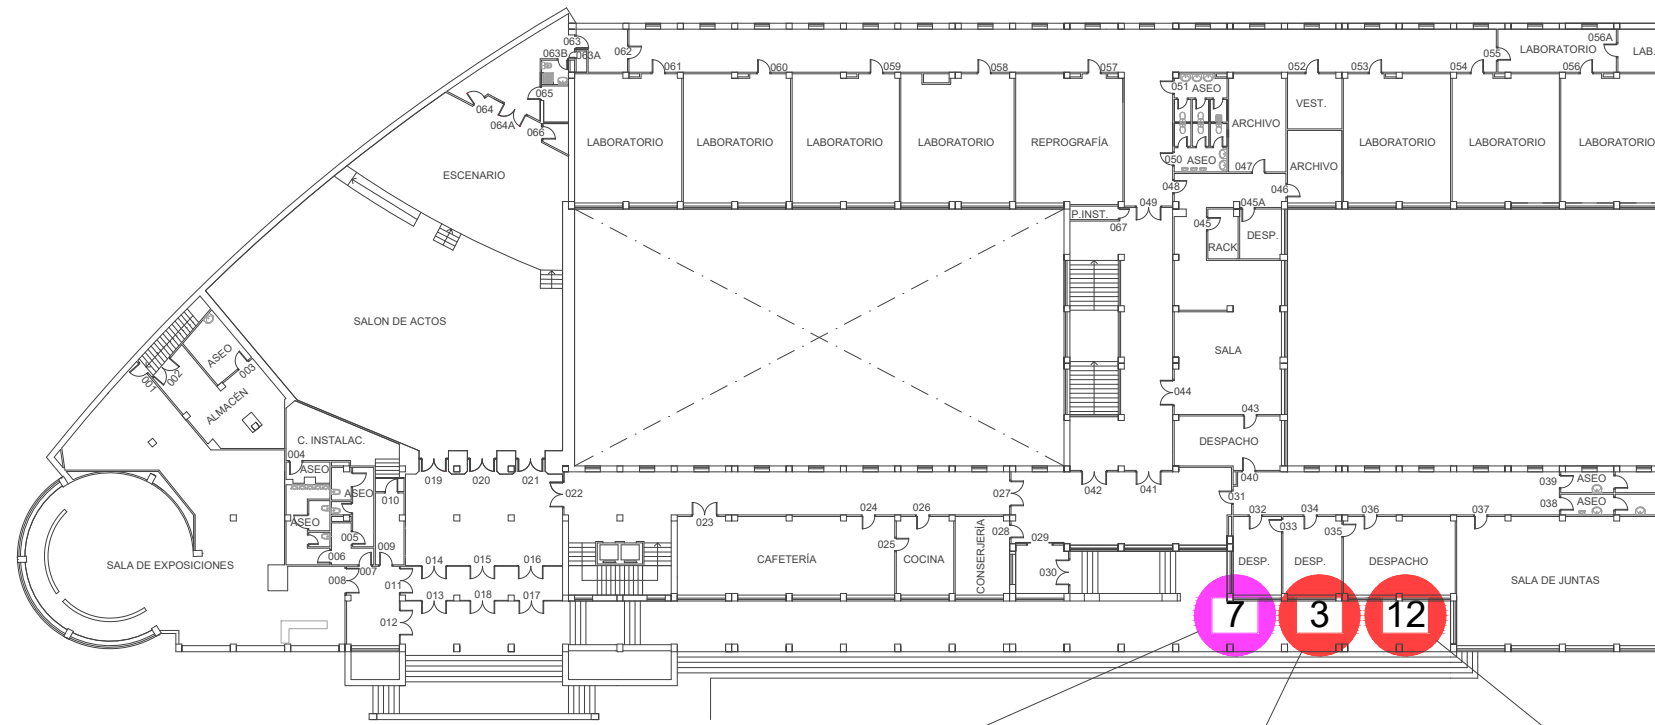 063
063B
063A
062
061
060
059
058
057
052
053
054
055
056A
056
LABORATORIO
LAB.
065
064
064A
066
051
ASEO
VEST.
ARCHIVO
LABORATORIO
LABORATORIO
LABORATORIO
LABORATORIO
REPROGRAFÍA
LABORATORIO
LABORATORIO
LABORATORIO
050
ASEO
047
ARCHIVO
ESCENARIO
048
046
045A
P.INST.
049
067
045
RACK
DESP.
SALON DE ACTOS
SALA
001
002
ASEO
003
ALMACÉN
044
043
C. INSTALAC.
DESPACHO
004
ASEO
019
020
021
022
042
041
040
031
039
ASEO
ASEO
010
027
038
ASEO
ASEO
023
024
026
028
032
033
034
035
036
037
005
025
029
006
007
009
014
015
016
CAFETERÍA
COCINA
CONSERJERÍA
030
DESP.
DESP.
DESPACHO
SALA DE EXPOSICIONES
SALA DE JUNTAS
008
011
013
018
017
012
7
3
12